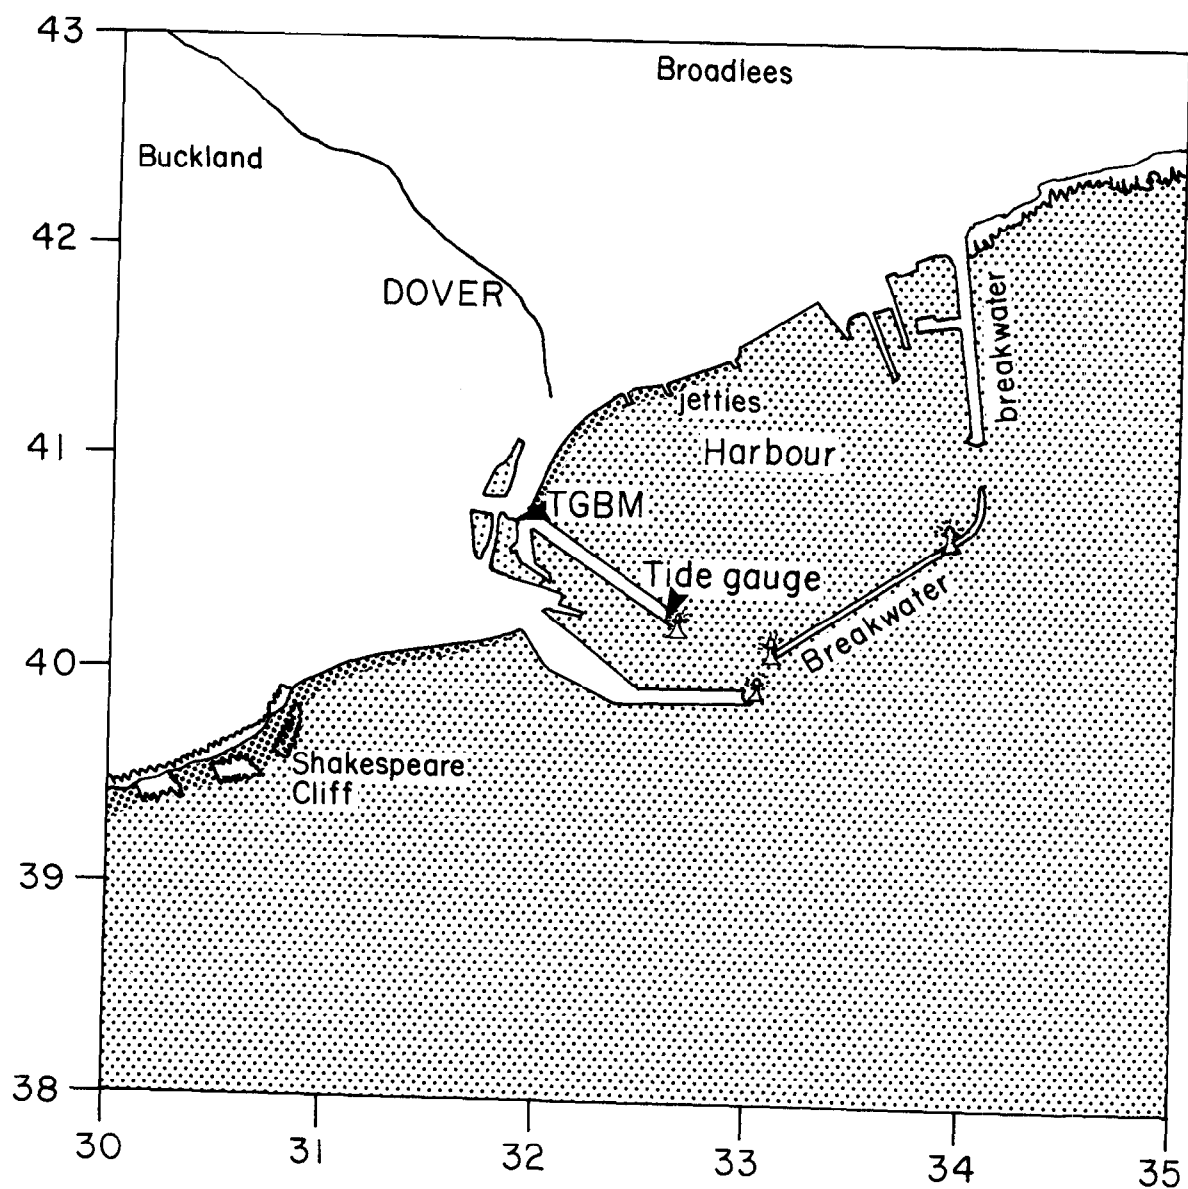 43
Broadlees
Buckland
42
DOVER
breakwater
jetties
41
Harbour
TGBM
Tide gauge
Breakwater
40
Shakespeare
Cliff
39
38
30
31
32
33
34
35